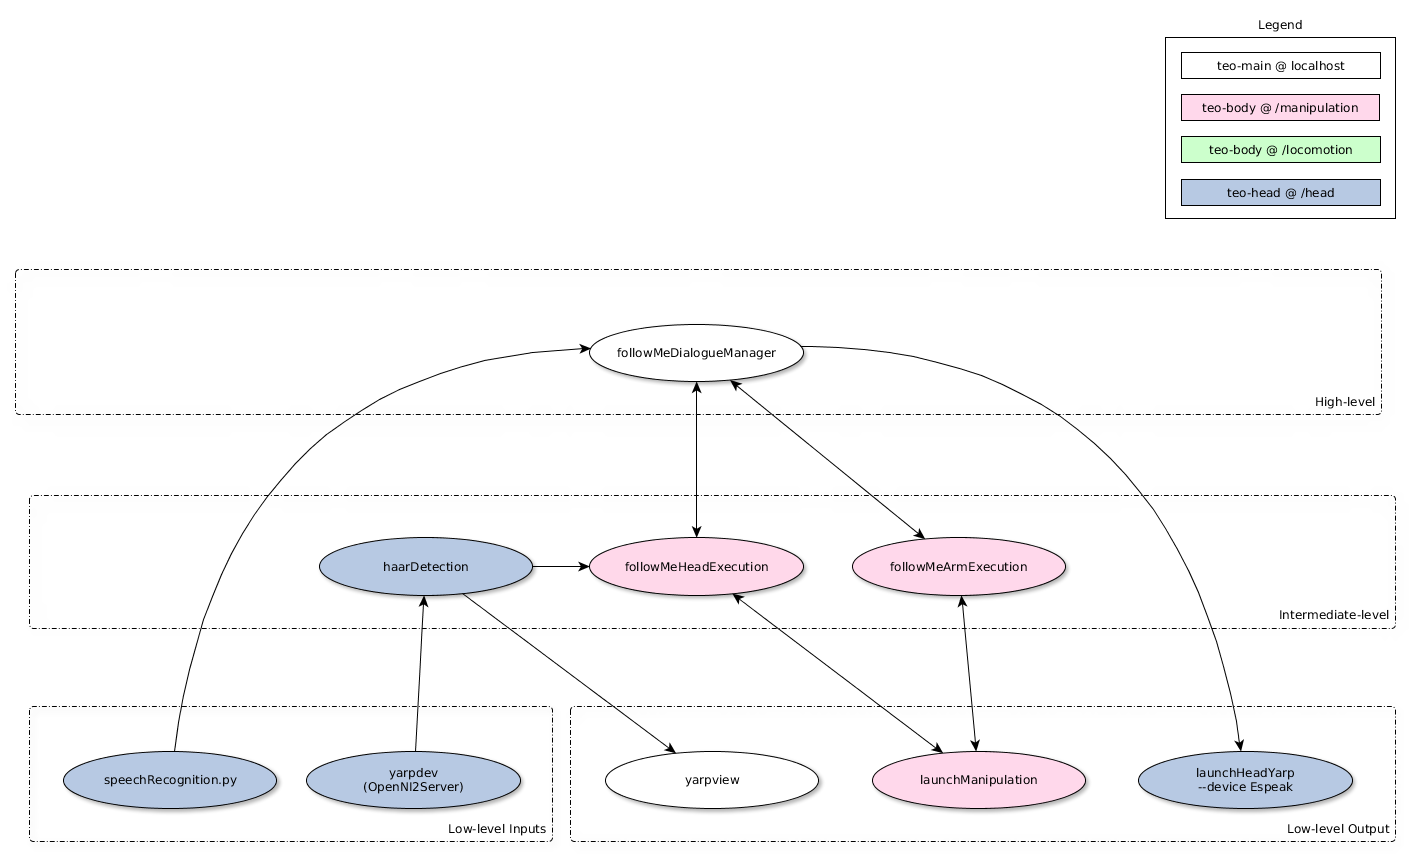 Legend
teo-main @ localhost
teo-body @ /manipulation
teo-body @ /locomotion
teo-head @ /head
followMeDialogueManager
High-level
haarDetection
followMeHeadExecution
followMeArmExecution
Intermediate-level
speechRecognition.py
yarpdev
(OpenNI2Server)
Low-level Inputs
yarpview
launchManipulation
launchHeadYarp
--device Espeak
Low-level Output